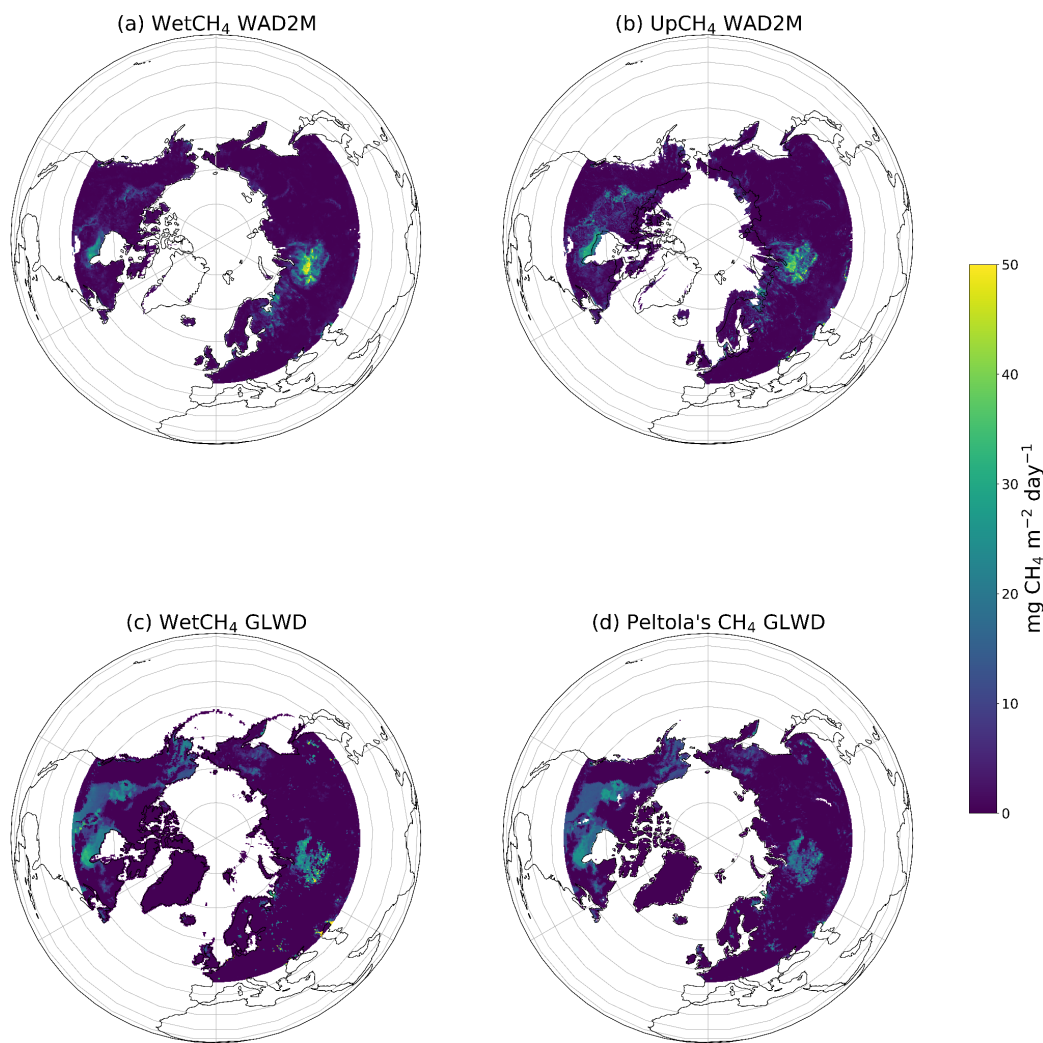 (a) WetCH₄ WAD2M
(b) UpCH₄ WAD2M
50
40
30
20
10
0
mg CH₄ m⁻² day⁻¹
(c) WetCH₄ GLWD
(d) Peltola's CH₄ GLWD